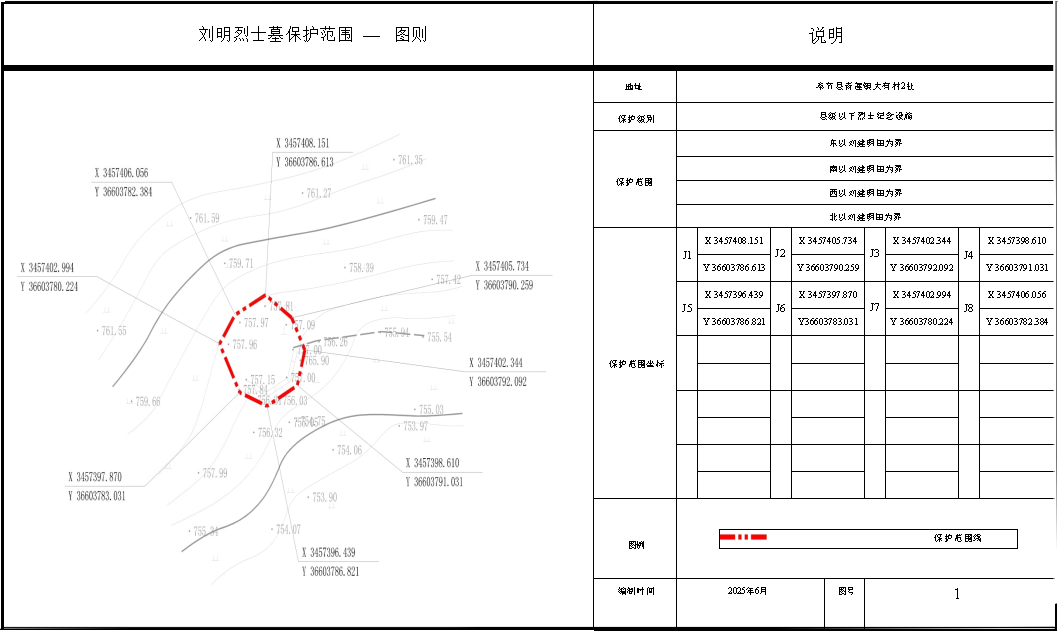 刘明烈士墓保护范围 — 图则
说明
X 3457408.151
Y 36603786.613
X 3457406.056
Y 36603782.384
X 3457402.994
Y 36603780.224
X 3457405.734
Y 36603790.259
X 3457402.344
Y 36603792.092
X 3457398.610
Y 36603791.031
X 3457397.870
Y 36603783.031
X 3457396.439
Y 36603786.821
761.35
761.27
761.59
759.47
759.71
758.39
757.42
757.81
757.97
757.09
761.55
757.96
756.26
755.94
755.54
757.15
759.66
755.03
753.97
756.32
754.06
757.99
753.90
755.34
754.07
地址
保护级别
县级以下烈士纪念设施
保护范围
东以刘建明田为界
南以刘建明田为界
西以刘建明田为界
北以刘建明田为界
保护范围坐标
J1
X 3457408.151
Y 36603786.613
J2
X 3457405.734
Y 36603790.259
J3
X 3457402.344
Y 36603792.092
J4
X 3457398.610
Y 36603791.031
J5
X 3457396.439
Y 36603786.821
J6
X 3457397.870
Y36603783.031
J7
X 3457402.994
Y 36603780.224
J8
X 3457406.056
Y 36603782.384
图例
保护范围线
编制时间
2025年6月
图号
1